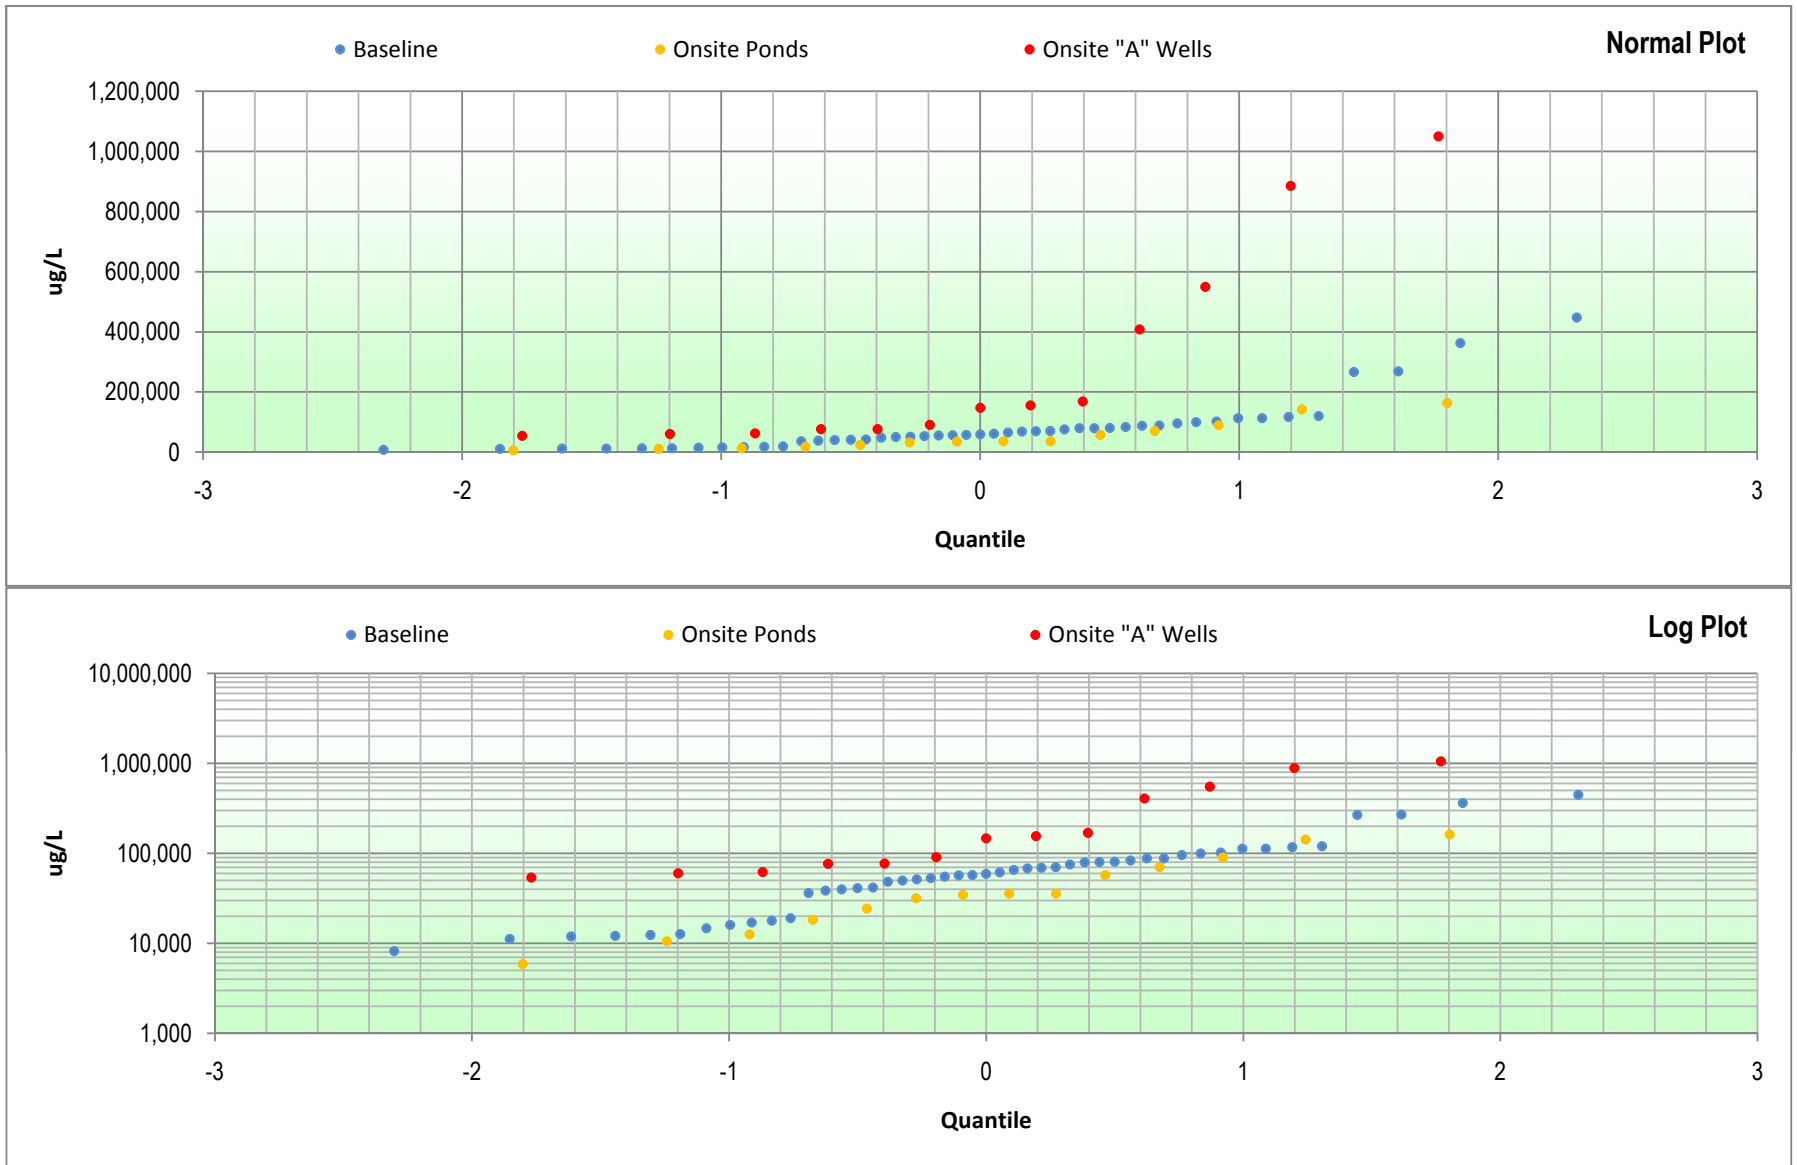 Normal Plot
Baseline Onsite Ponds Onsite "A" Wells
1,200,000
1,000,000
800,000
600,000
400,000
200,000
0
ug/L
-3 -2 -1 0 1 2 3
Quantile
Log Plot
Baseline Onsite Ponds Onsite "A" Wells
10,000,000
1,000,000
100,000
10,000
1,000
ug/L
-3 -2 -1 0 1 2 3
Quantile